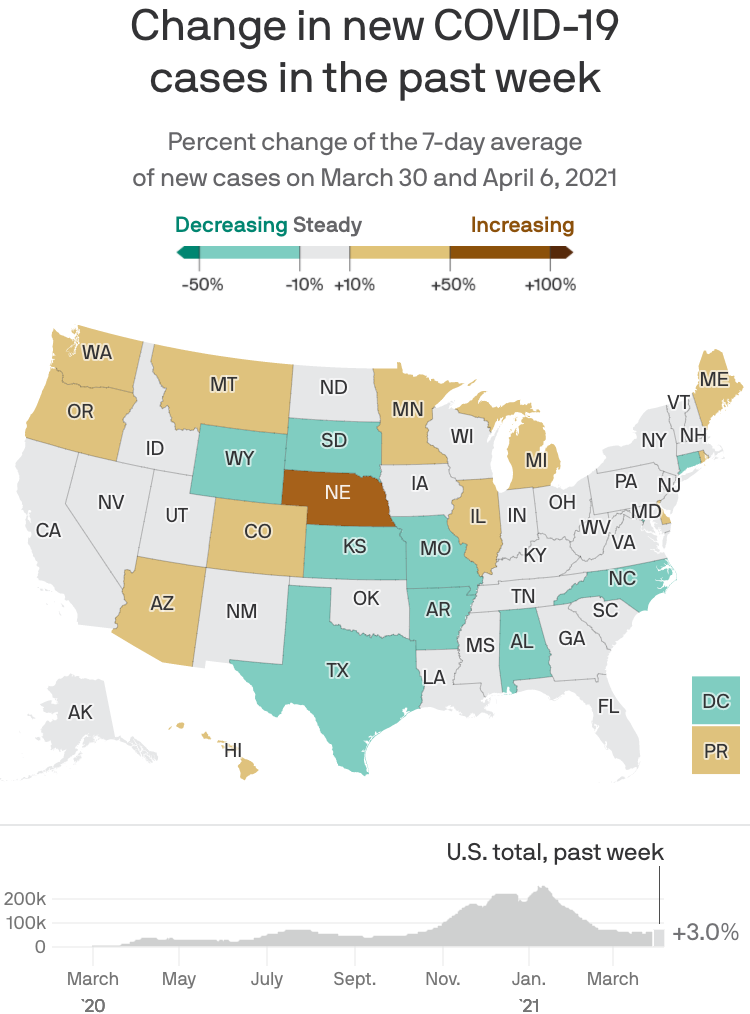 Change in new COVID-19
cases in the past week
Percent change of the 7-day average
of new cases on March 30 and April 6, 2021
Decreasing Steady Increasing
-50% -10% +10% +50% +100%
WA
MT
ND
MN
ME
VT
OR
ID
WY
SD
WI
MI
NY
NH
NE
IA
PA
NJ
NV
UT
CO
IL
IN
OH
MD
CA
KS
MO
KY
WV
VA
AZ
NM
OK
AR
TN
NC
SC
TX
LA
MS
AL
GA
FL
AK
HI
DC
PR
U.S. total, past week
200k
100k
0
+3.0%
March May July Sept. Nov. Jan. March
`20 `21